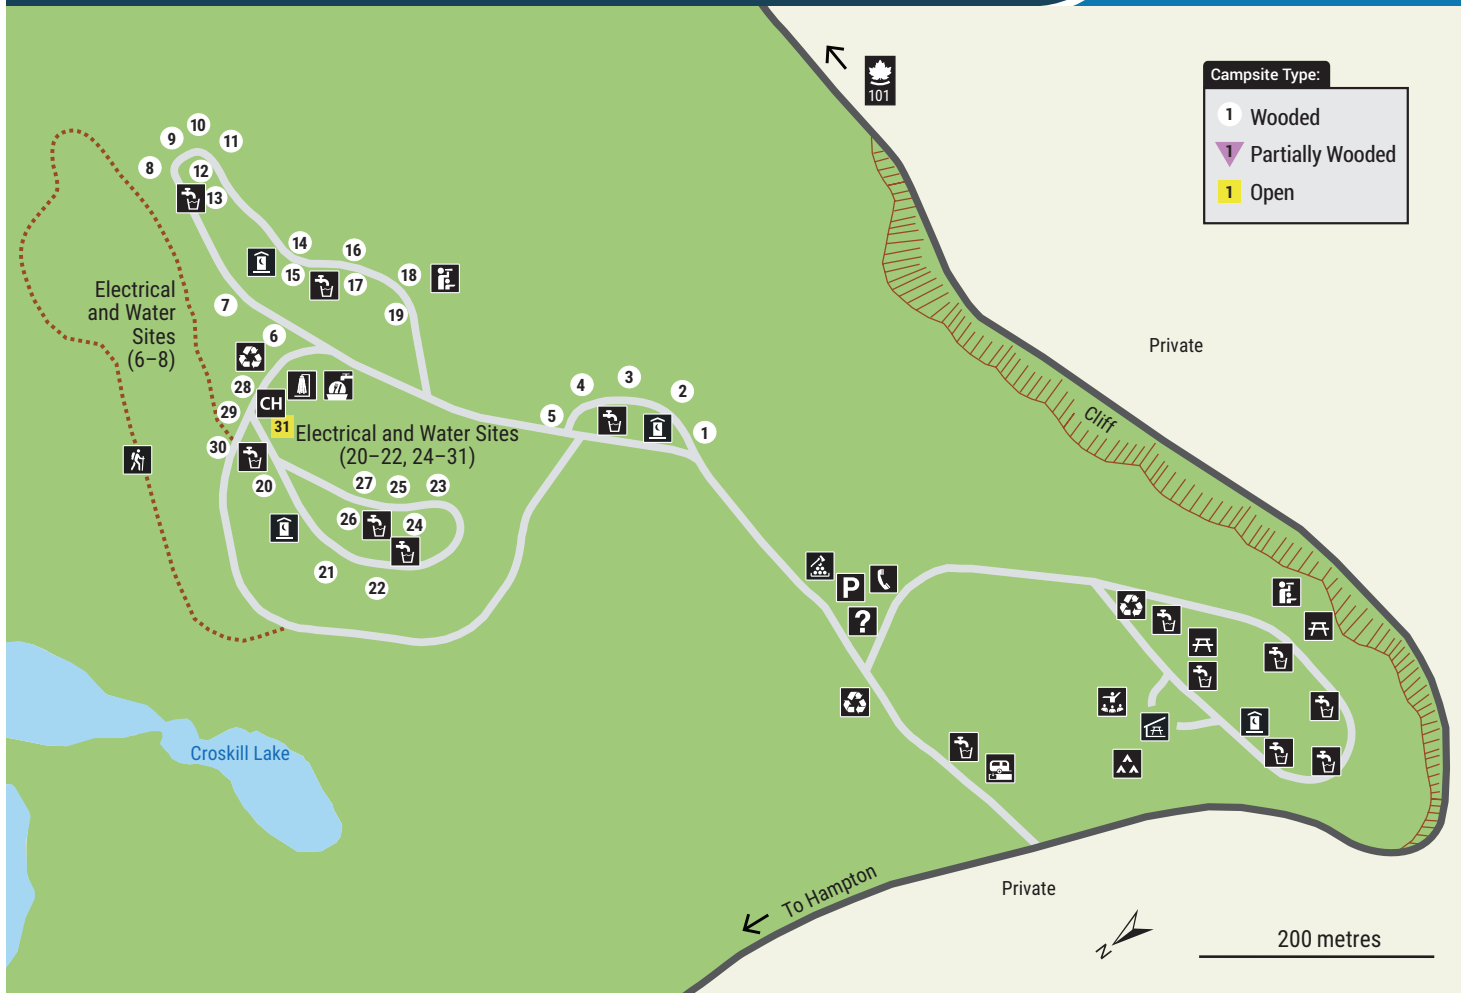 101
Campsite Type:
1 Wooded
1 Partially Wooded
1 Open
10
9
11
8
12
13
14
16
15
17
18
19
Electrical
and Water
Sites
(6–8)
7
6
Private
28
CH
29
31
30
Electrical and Water Sites
(20–22, 24–31)
4
3
2
5
1
Cliff
20
27
25
23
26
24
21
22
P
?
Croskill Lake
To Hampton
Private
N
200 metres